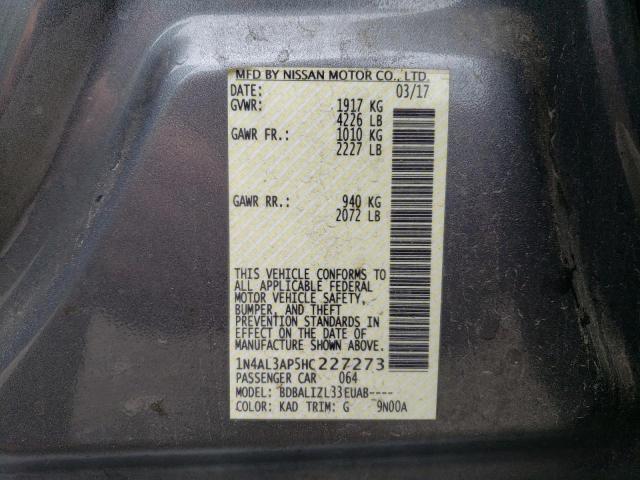 MFD BY NISSAN MOTOR CO., LTD.
DATE: 03/17
GVWR: 1917 KG
4226 LB
GAWR FR.: 1010 KG
2227 LB
GAWR RR.: 940 KG
2072 LB
THIS VEHICLE CONFORMS TO
ALL APPLICABLE FEDERAL
MOTOR VEHICLE SAFETY,
BUMPER, AND THEFT
PREVENTION STANDARDS IN
EFFECT ON THE DATE OF
MANUFACTURE SHOWN ABOVE.
1N4AL3AP5HC227273
PASSENGER CAR 064
MODEL: BDBALIZL33EUAB----
COLOR: KAD TRIM: G 9N00A